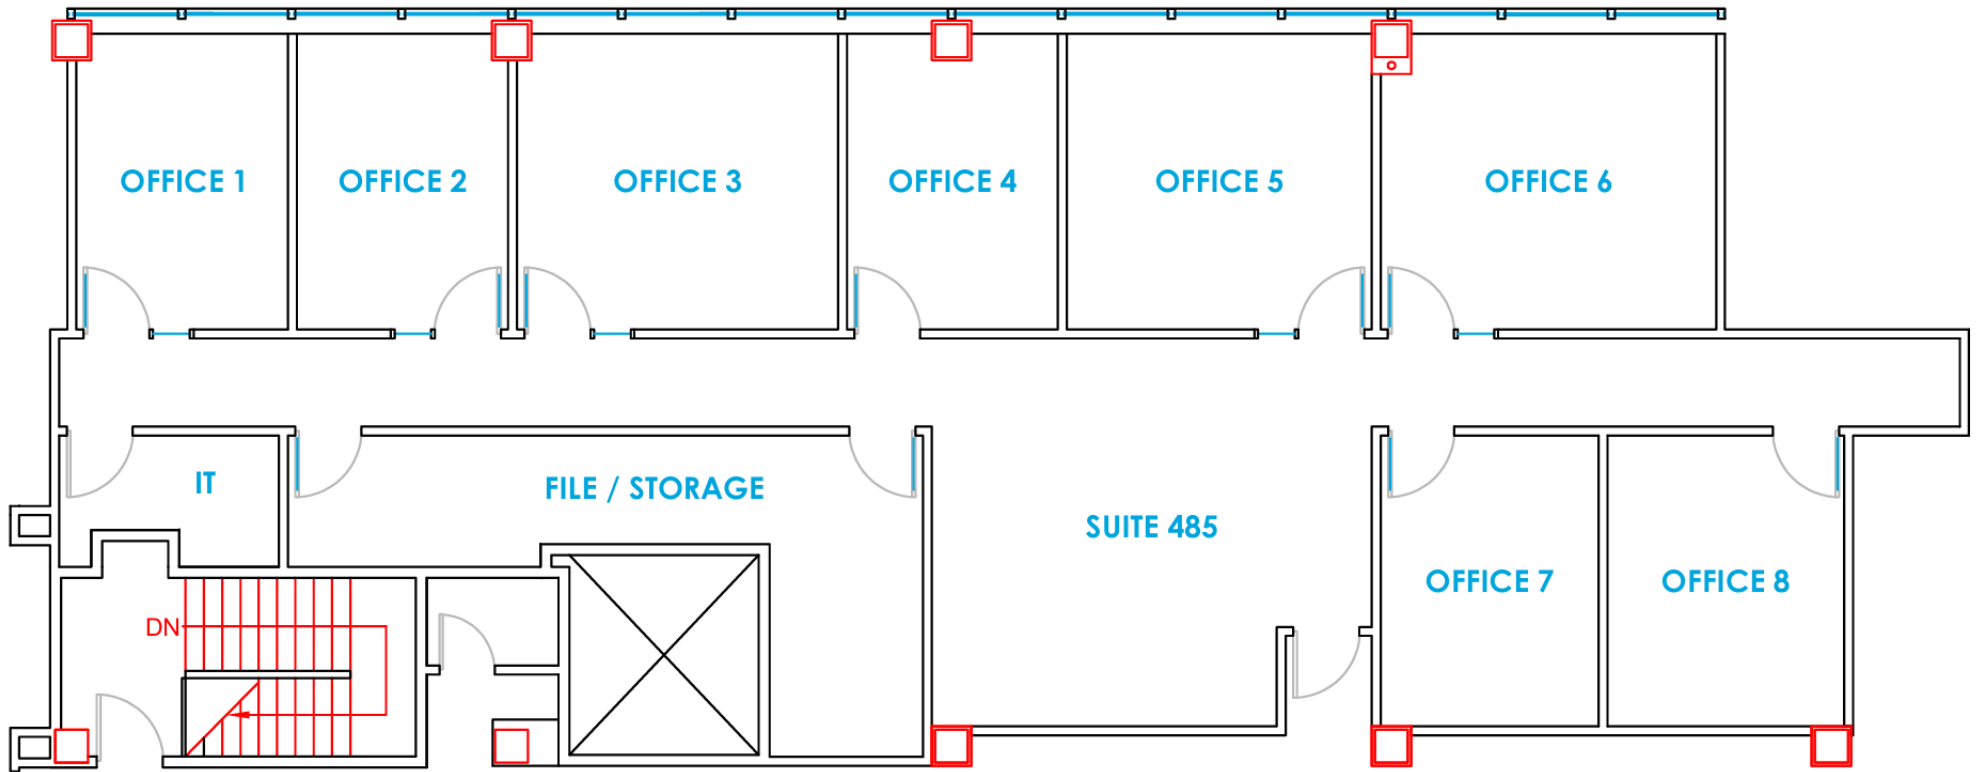 OFFICE 1
OFFICE 2
OFFICE 3
OFFICE 4
OFFICE 5
OFFICE 6
IT
FILE / STORAGE
SUITE 485
OFFICE 7
OFFICE 8
DN